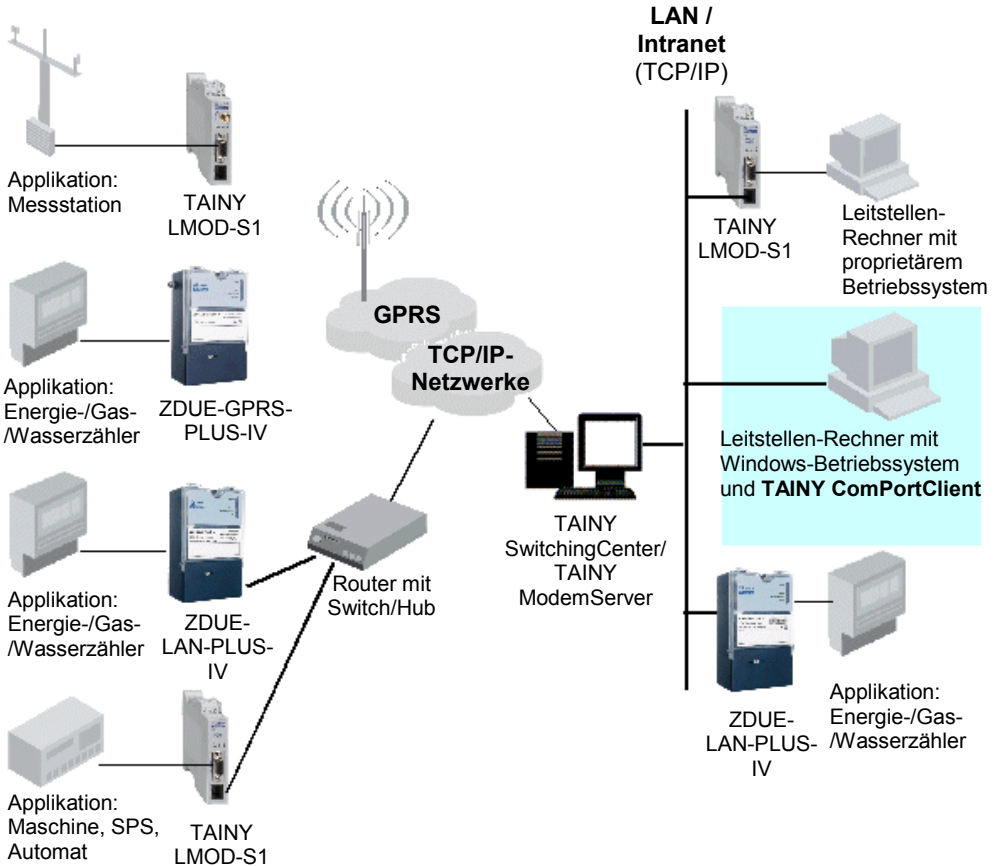 LAN /
Intranet
(TCP/IP)
Applikation:
Messstation
TAINY
LMOD-S1
TAINY
LMOD-S1
Leitstellen-
Rechner mit
proprietärem
Betriebssystem
GPRS
TCP/IP-
Netzwerke
Applikation:
Energie-/Gas-
/Wasserzähler
ZDUE-GPRS-
PLUS-IV
Leitstellen-Rechner mit
Windows-Betriebssystem
und TAINY ComPortClient
TAINY
SwitchingCenter/
TAINY
ModemServer
Router mit
Switch/Hub
Applikation:
Energie-/Gas-
/Wasserzähler
ZDUE-
LAN-PLUS-
IV
ZDUE-
LAN-PLUS-
IV
Applikation:
Energie-/Gas-
/Wasserzähler
Applikation:
Maschine, SPS,
Automat
TAINY
LMOD-S1